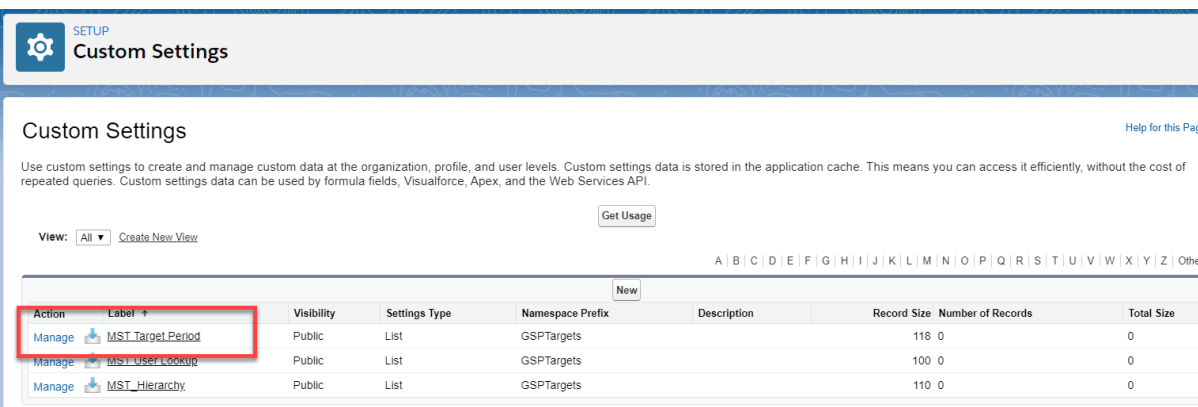 SETUP
Custom Settings
Custom Settings
Help for this Pag
Use custom settings to create and manage custom data at the organization, profile, and user levels. Custom settings data is stored in the application cache. This means you can access it efficiently, without the cost of
repeated queries. Custom settings data can be used by formula fields, Visualforce, Apex, and the Web Services API.
Get Usage
View: All ▼ Create New View
A | B | C | D | E | F | G | H | I | J | K | L | M | N | O | P | Q | R | S | T | U | V | W | X | Y | Z | Othe
New
Action Label ↑ Visibility Settings Type Namespace Prefix Description Record Size Number of Records Total Size
Manage MST Target Period Public List GSPTargets 118 0 0
Manage MST User Lookup Public List GSPTargets 100 0 0
Manage MST_Hierarchy Public List GSPTargets 110 0 0